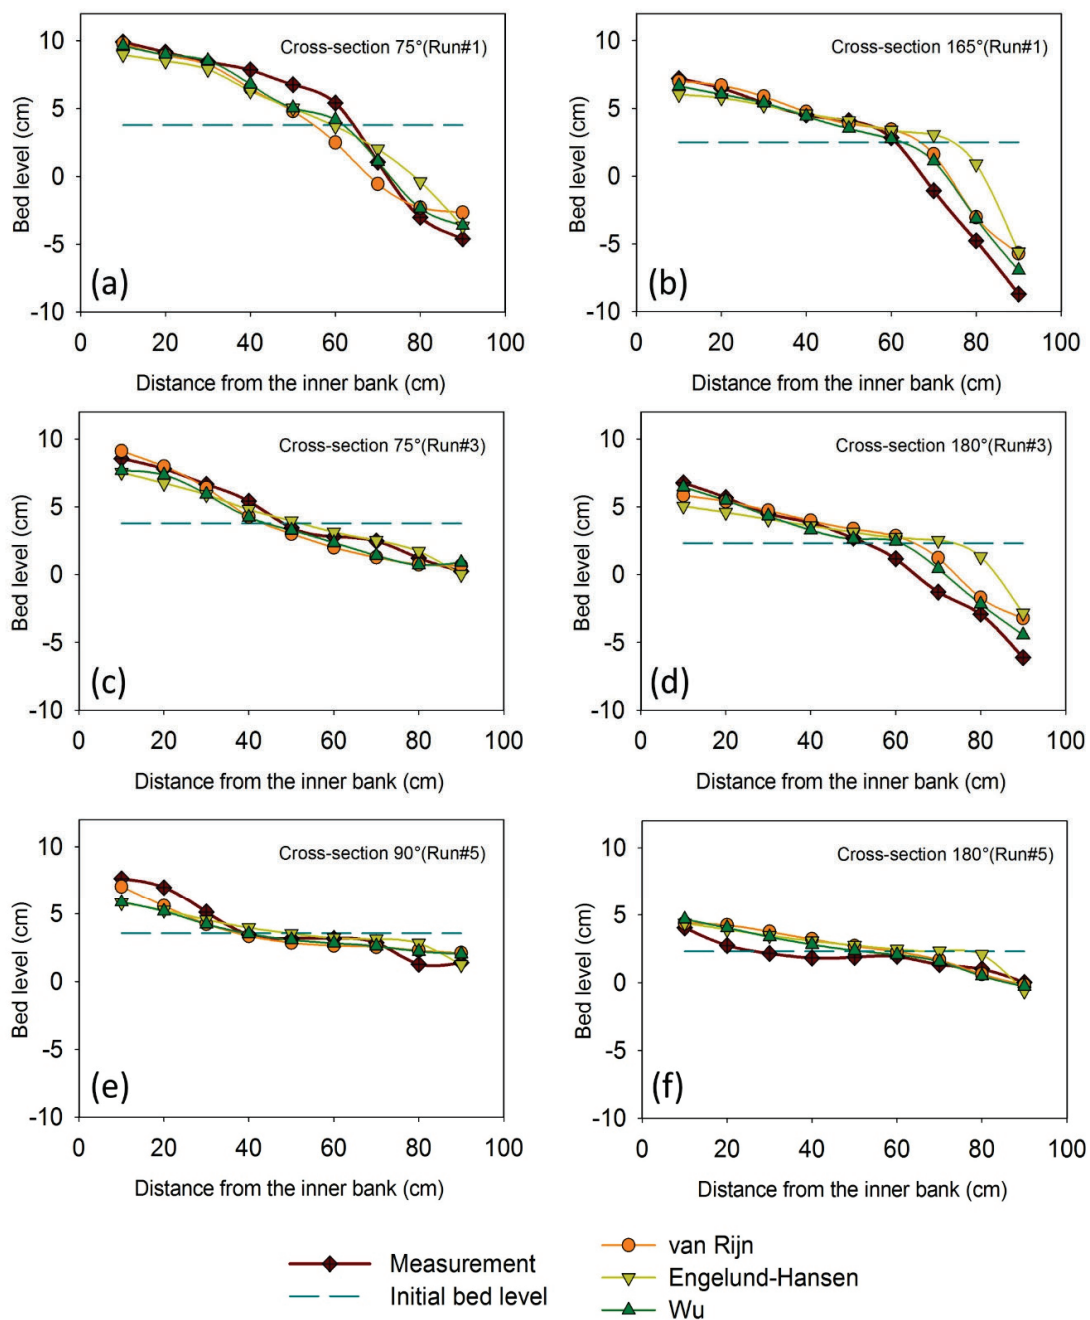 Cross-section 75°(Run#1)
Bed level (cm)
10
5
0
-5
-10
(a)
0 20 40 60 80 100
Distance from the inner bank (cm)
Cross-section 165°(Run#1)
Bed level (cm)
10
5
0
-5
-10
(b)
0 20 40 60 80 100
Distance from the inner bank (cm)
Cross-section 75°(Run#3)
Bed level (cm)
10
5
0
-5
-10
(c)
0 20 40 60 80 100
Distance from the inner bank (cm)
Cross-section 180°(Run#3)
Bed level (cm)
10
5
0
-5
-10
(d)
0 20 40 60 80 100
Distance from the inner bank (cm)
Cross-section 90°(Run#5)
Bed level (cm)
10
5
0
-5
-10
(e)
0 20 40 60 80 100
Distance from the inner bank (cm)
Cross-section 180°(Run#5)
Bed level (cm)
10
5
0
-5
-10
(f)
0 20 40 60 80 100
Distance from the inner bank (cm)
Measurement
Initial bed level
van Rijn
Engelund-Hansen
Wu